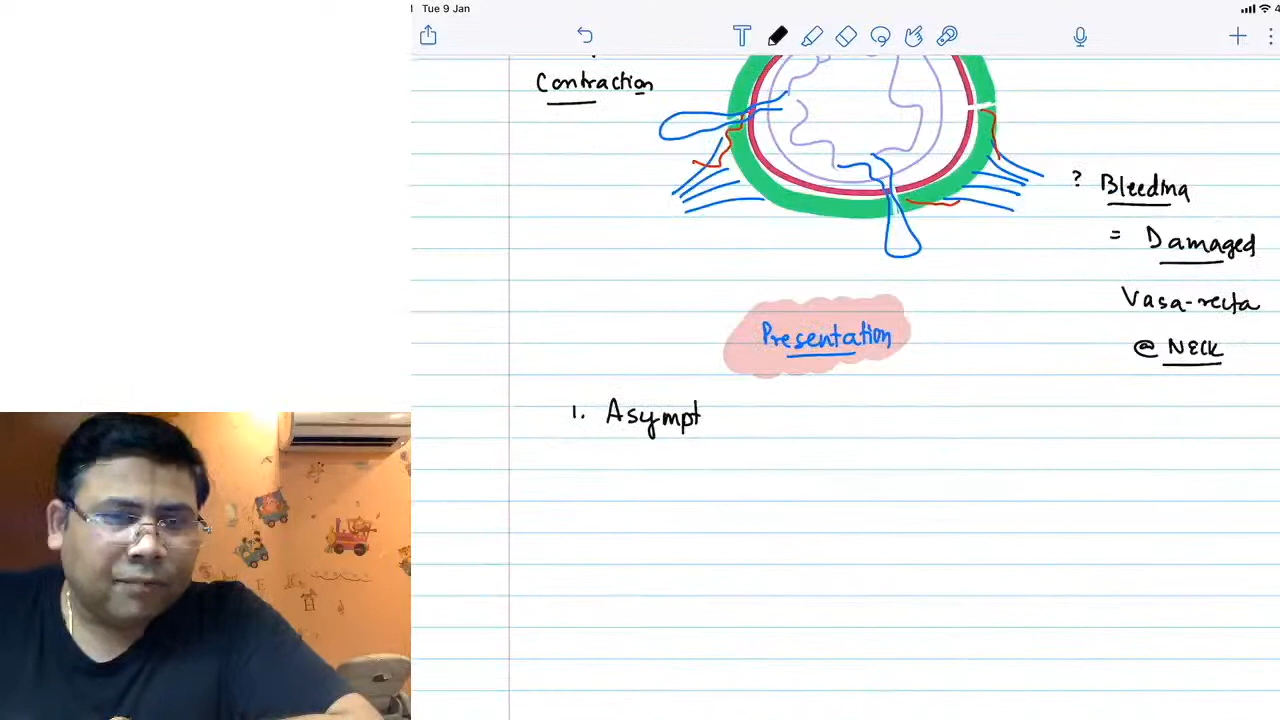 Tue 9 Jan
T
Contraction
? Bleeding
= Damaged
Vasa-recta
@ NECK
Presentation
1. Asympt